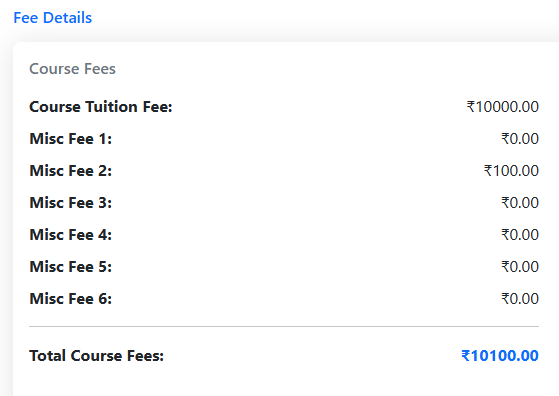 Fee Details
Course Fees
Course Tuition Fee: ₹10000.00
Misc Fee 1: ₹0.00
Misc Fee 2: ₹100.00
Misc Fee 3: ₹0.00
Misc Fee 4: ₹0.00
Misc Fee 5: ₹0.00
Misc Fee 6: ₹0.00
Total Course Fees: ₹10100.00